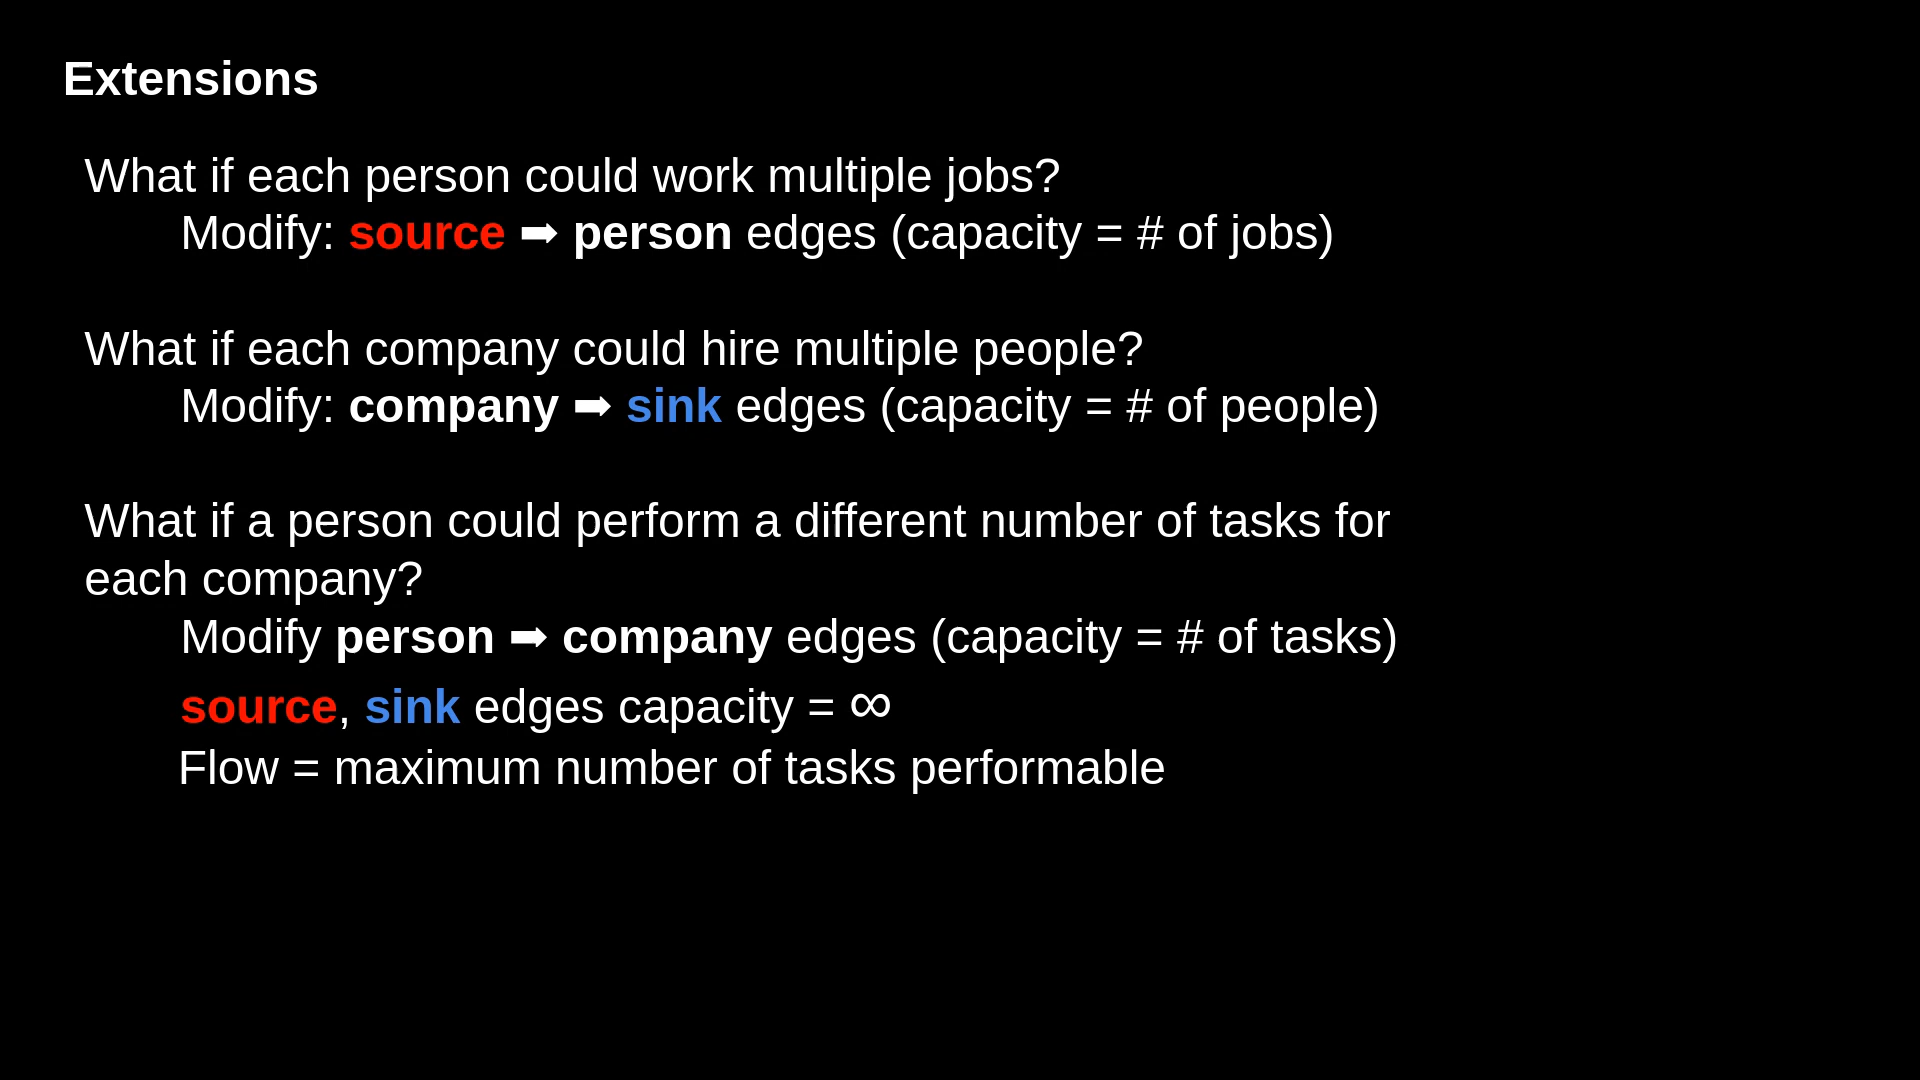 Extensions
What if each person could work multiple jobs?
Modify: source ➡ person edges (capacity = # of jobs)
What if each company could hire multiple people?
Modify: company ➡ sink edges (capacity = # of people)
What if a person could perform a different number of tasks for
each company?
Modify person ➡ company edges (capacity = # of tasks)
source, sink edges capacity = ∞
Flow = maximum number of tasks performable